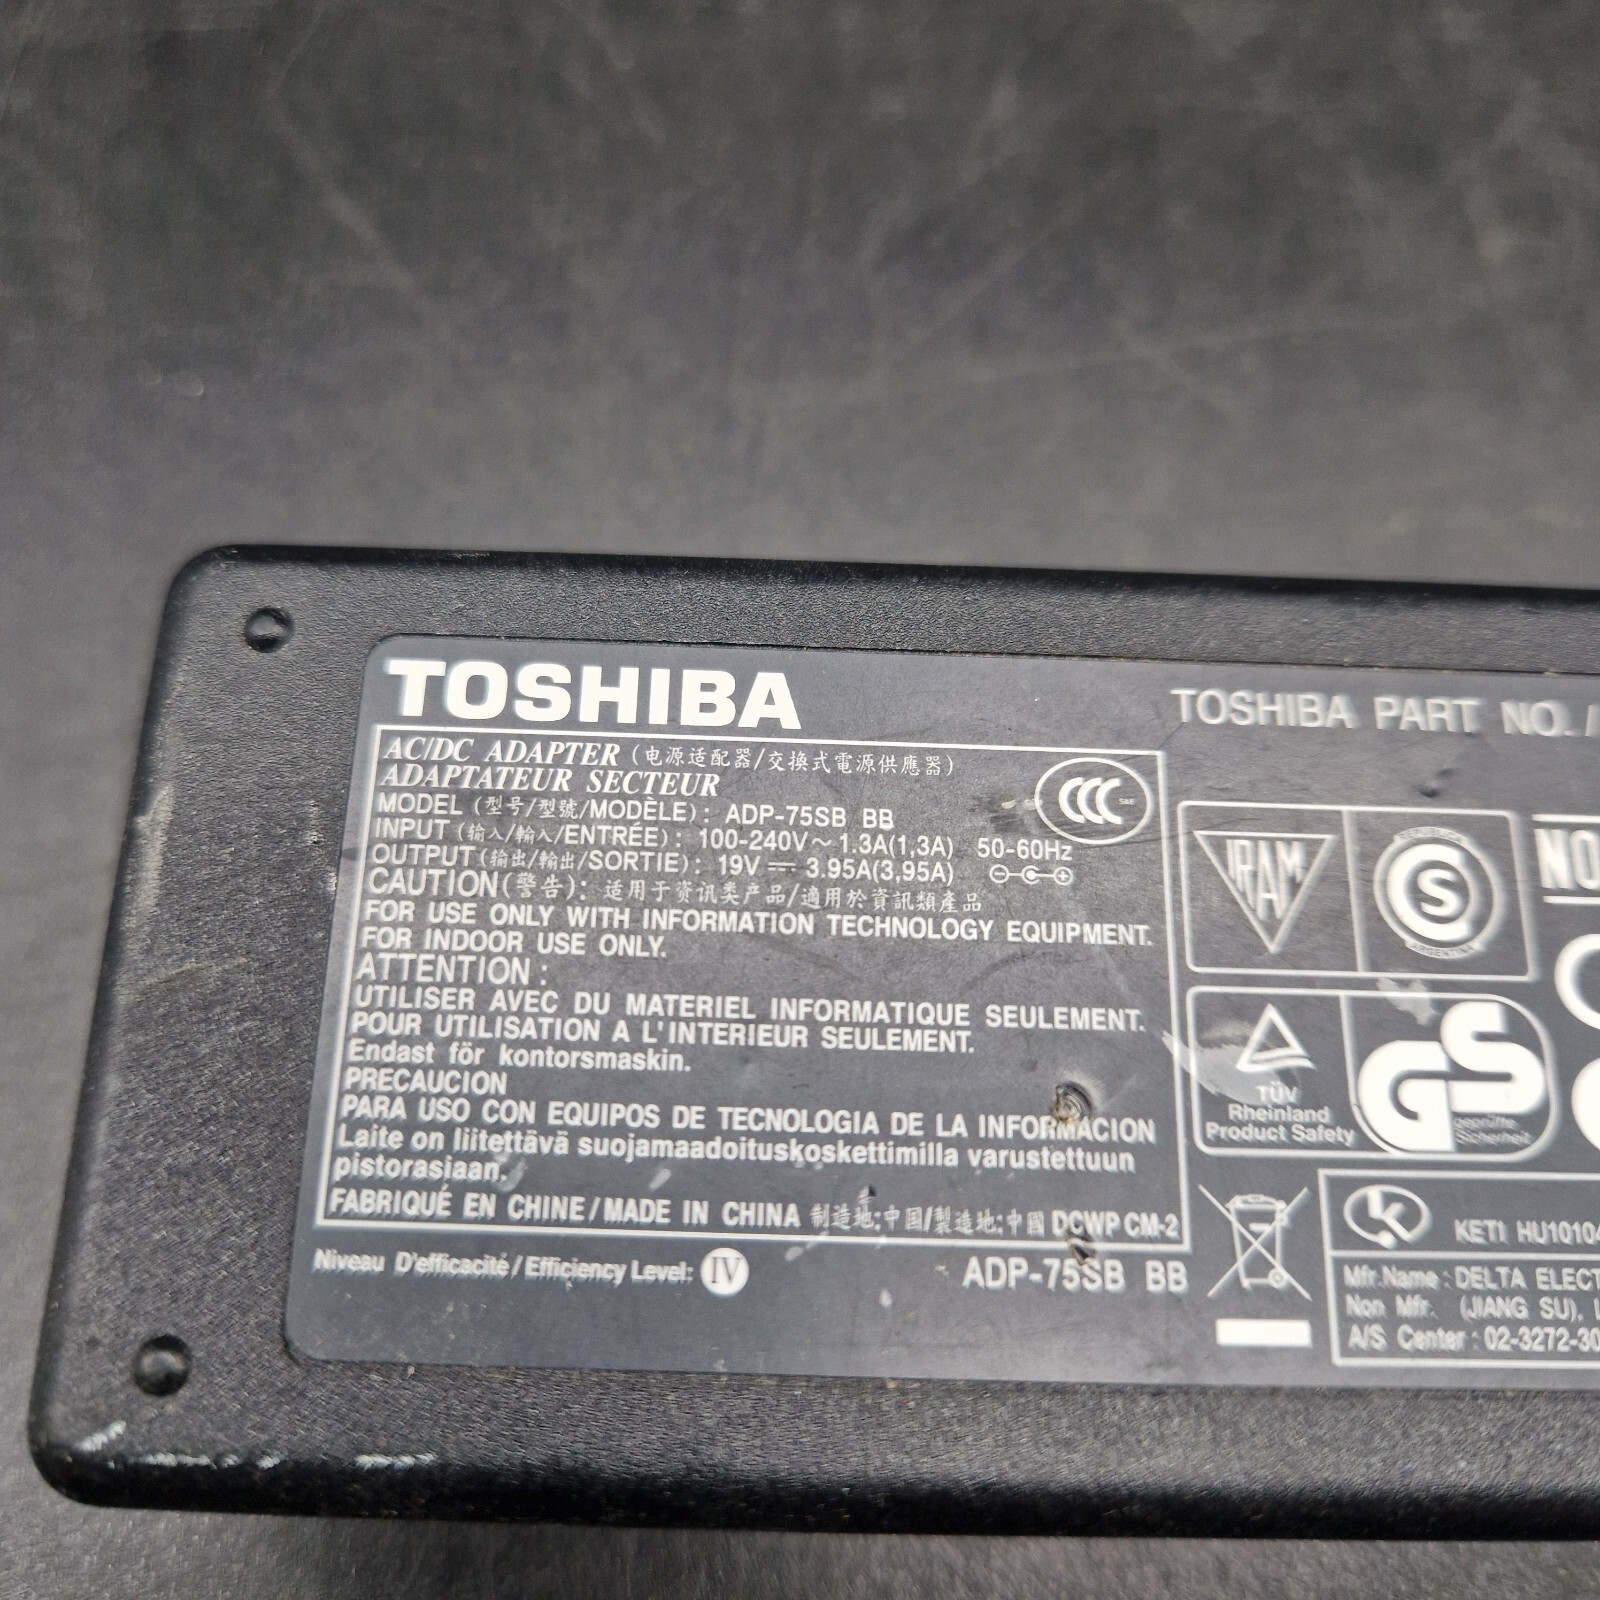 TOSHIBA
TOSHIBA PART NO./
AC/DC ADAPTER (电源适配器/交换式電源供應器)
ADAPTATEUR SECTEUR
MODEL (型号/型號/MODÈLE): ADP-75SB BB
INPUT (输入/輸入/ENTRÉE): 100-240V~ 1.3A(1,3A) 50-60Hz
OUTPUT (输出/輸出/SORTIE): 19V ⎓ 3.95A(3,95A)
CAUTION(警告): 适用于资讯类产品/適用於資訊類產品
FOR USE ONLY WITH INFORMATION TECHNOLOGY EQUIPMENT.
FOR INDOOR USE ONLY.
ATTENTION :
UTILISER AVEC DU MATERIEL INFORMATIQUE SEULEMENT.
POUR UTILISATION A L'INTERIEUR SEULEMENT.
Endast för kontorsmaskin.
PRECAUCION
PARA USO CON EQUIPOS DE TECNOLOGIA DE LA INFORMACION
Laite on liitettävä suojamaadoituskoskettimilla varustettuun
pistorasiaan.
FABRIQUÉ EN CHINE/MADE IN CHINA 制造地:中国/製造地:中國 DCWP CM-2
Niveau D'efficacité/Efficiency Level: IV
ADP-75SB BB
CCC
S&E
IRAM
REPUBLICA
S
ARGENTINA
NO
TÜV
Rheinland
Product Safety
GS
geprüfte
Sicherheit
KETI HU10104
Mfr.Name : DELTA ELECT
Non Mfr. (JIANG SU), L
A/S Center : 02-3272-30